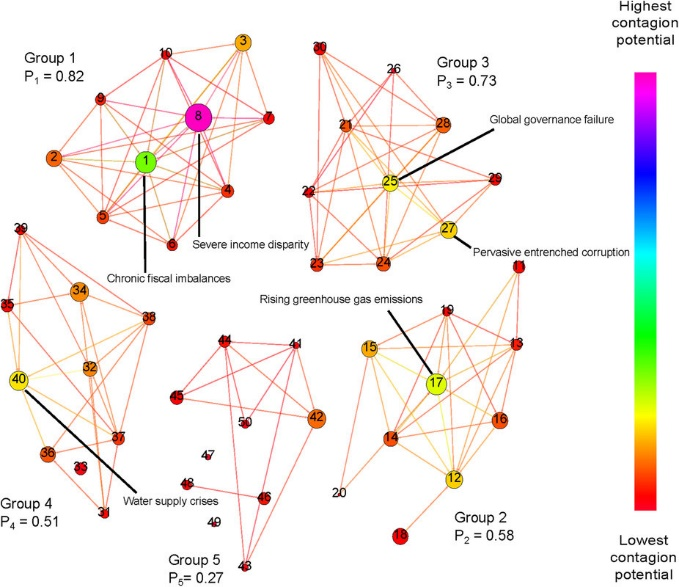 Highest
contagion
potential
Group 1
P1 = 0.82
10
3
9
8
7
2
1
4
5
6
Severe income disparity
Chronic fiscal imbalances
Group 3
P3 = 0.73
30
26
21
28
Global governance failure
25
29
22
27
23
24
Pervasive entrenched corruption
39
34
35
38
32
40
37
36
33
31
Water supply crises
Group 4
P4 = 0.51
44
41
45
42
50
47
48
46
49
43
Group 5
P5= 0.27
Rising greenhouse gas emissions
11
19
13
15
17
16
14
12
20
18
Group 2
P2 = 0.58
Lowest
contagion
potential